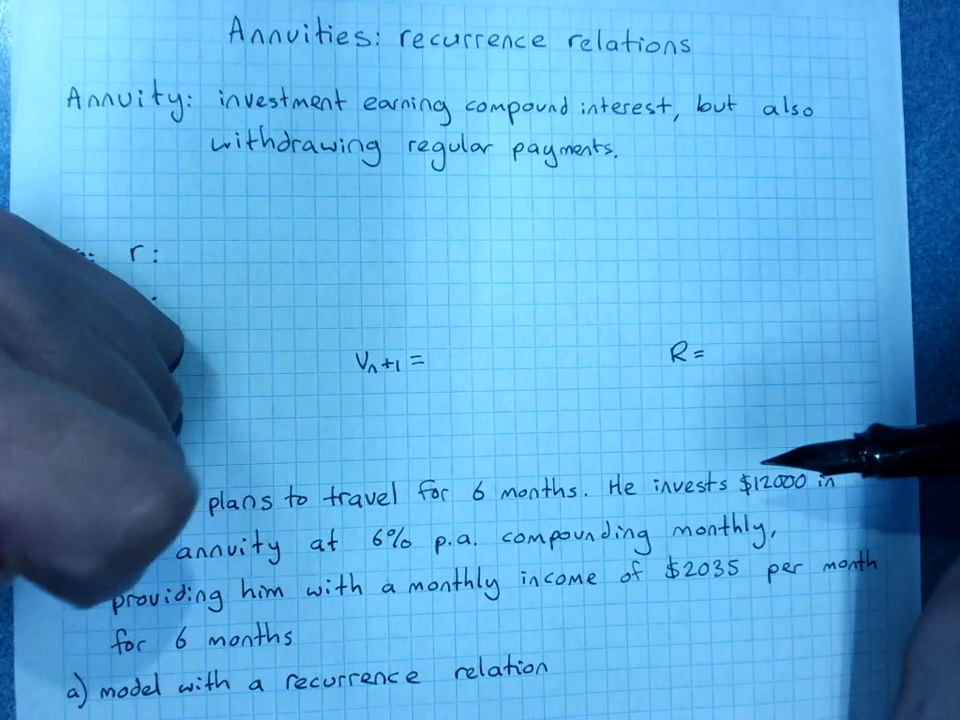 Annuities: recurrence relations
Annuity: investment earning compound interest, but also
withdrawing regular payments.
r:
Vn+1 =
R =
plans to travel for 6 months. He invests $12000 in
annuity at 6% p.a. compounding monthly,
providing him with a monthly income of $2035 per month
for 6 months
a) model with a recurrence relation